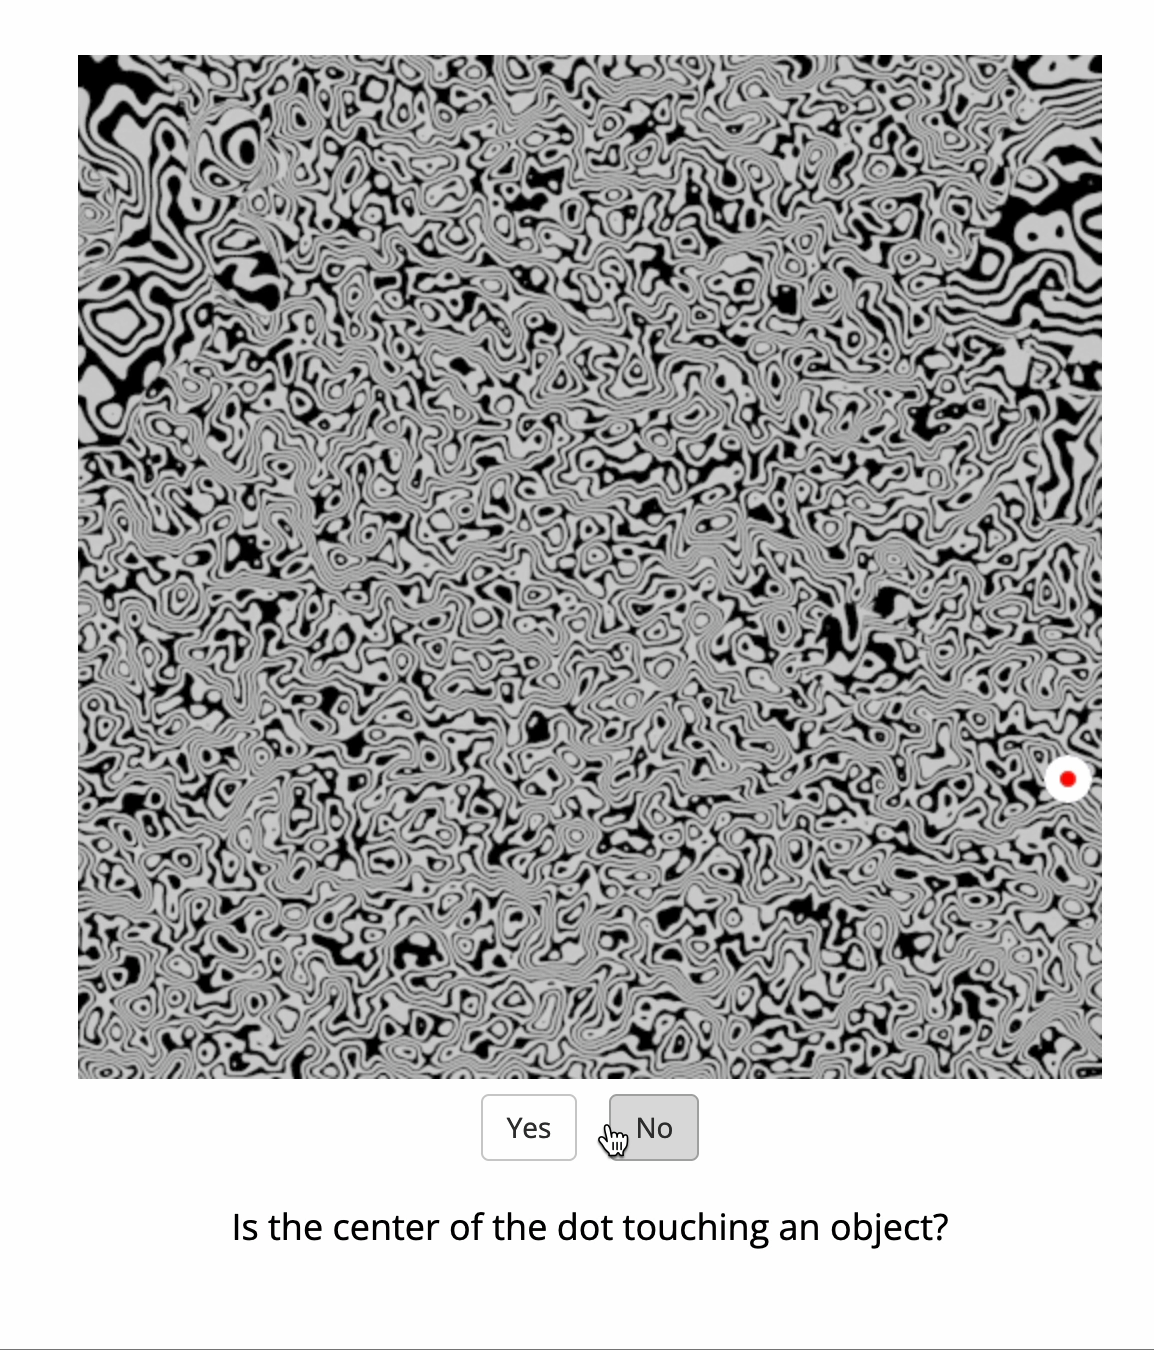 Yes
No
Is the center of the dot touching an object?